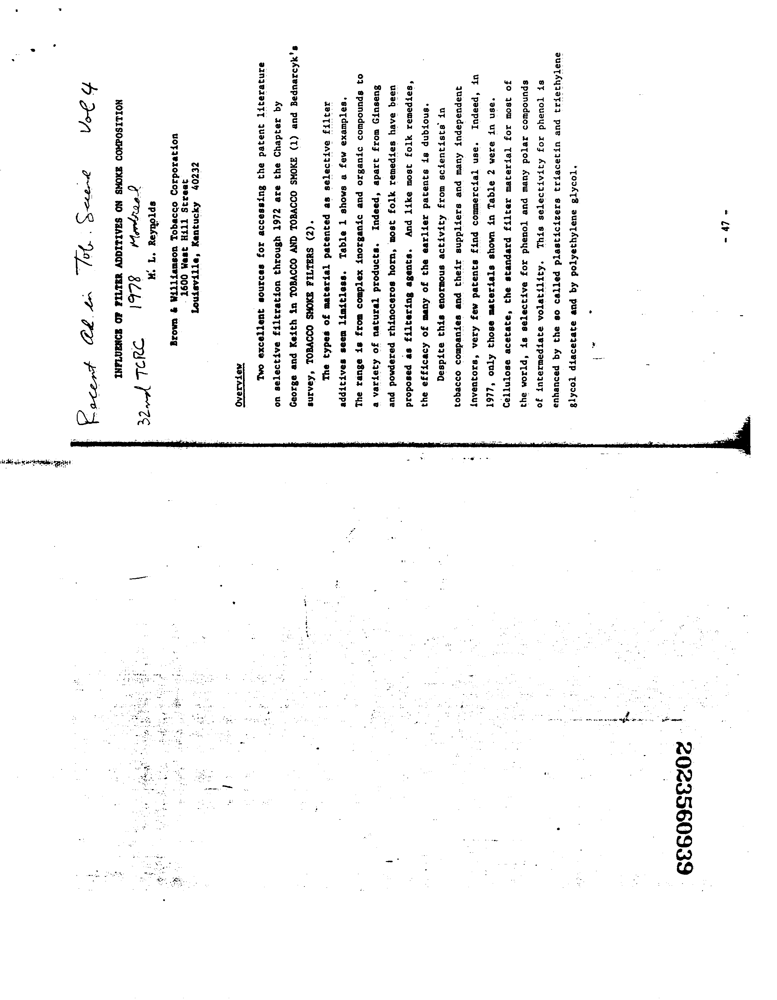 Recent Ad. in Tob. Science Vol 4
INFLUENCE OF FILTER ADDITIVES ON SMOKE COMPOSITION
32nd TCRC 1978 Montreal
M. L. Reynolds
Brown & Williamson Tobacco Corporation
1600 West Hill Street
Louisville, Kentucky 40232
Overview
Two excellent sources for accessing the patent literature
on selective filtration through 1972 are the Chapter by
George and Keith in TOBACCO AND TOBACCO SMOKE (1) and Bednarcyk's
survey, TOBACCO SMOKE FILTERS (2).
The types of material patented as selective filter
additives seem limitless. Table 1 shows a few examples.
The range is from complex inorganic and organic compounds to
a variety of natural products. Indeed, apart from Ginseng
and powdered rhinoceros horn, most folk remedies have been
proposed as filtering agents. And like most folk remedies,
the efficacy of many of the earlier patents is dubious.
Despite this enormous activity from scientists in
tobacco companies and their suppliers and many independent
inventors, very few patents find commercial use. Indeed, in
1977, only those materials shown in Table 2 were in use.
Cellulose acetate, the standard filter material for most of
the world, is selective for phenol and many polar compounds
of intermediate volatility. This selectivity for phenol is
enhanced by the so called plasticizers triacetin and triethylene
glycol diacetate and by polyethylene glycol.
- 47 -
2023560939